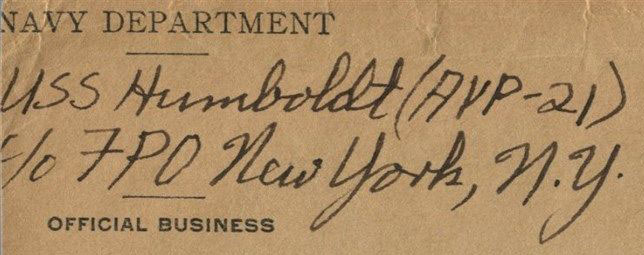 NAVY DEPARTMENT
USS Humboldt (AVP-21)
c/o FPO New York, N.Y.
OFFICIAL BUSINESS